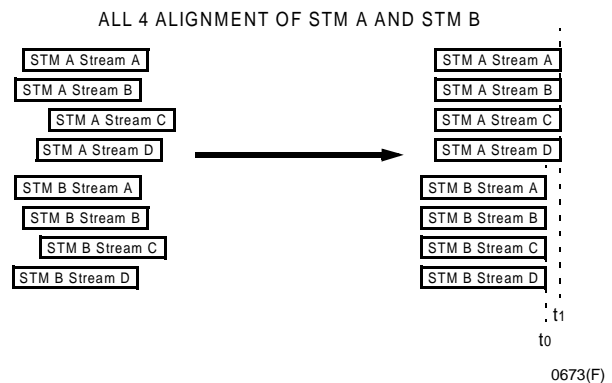 ALL 4 ALIGNMENT OF STM A AND STM B
STM A Stream A
STM A Stream B
STM A Stream C
STM A Stream D
STM B Stream A
STM B Stream B
STM B Stream C
STM B Stream D
STM A Stream A
STM A Stream B
STM A Stream C
STM A Stream D
STM B Stream A
STM B Stream B
STM B Stream C
STM B Stream D
t1
t0
0673(F)